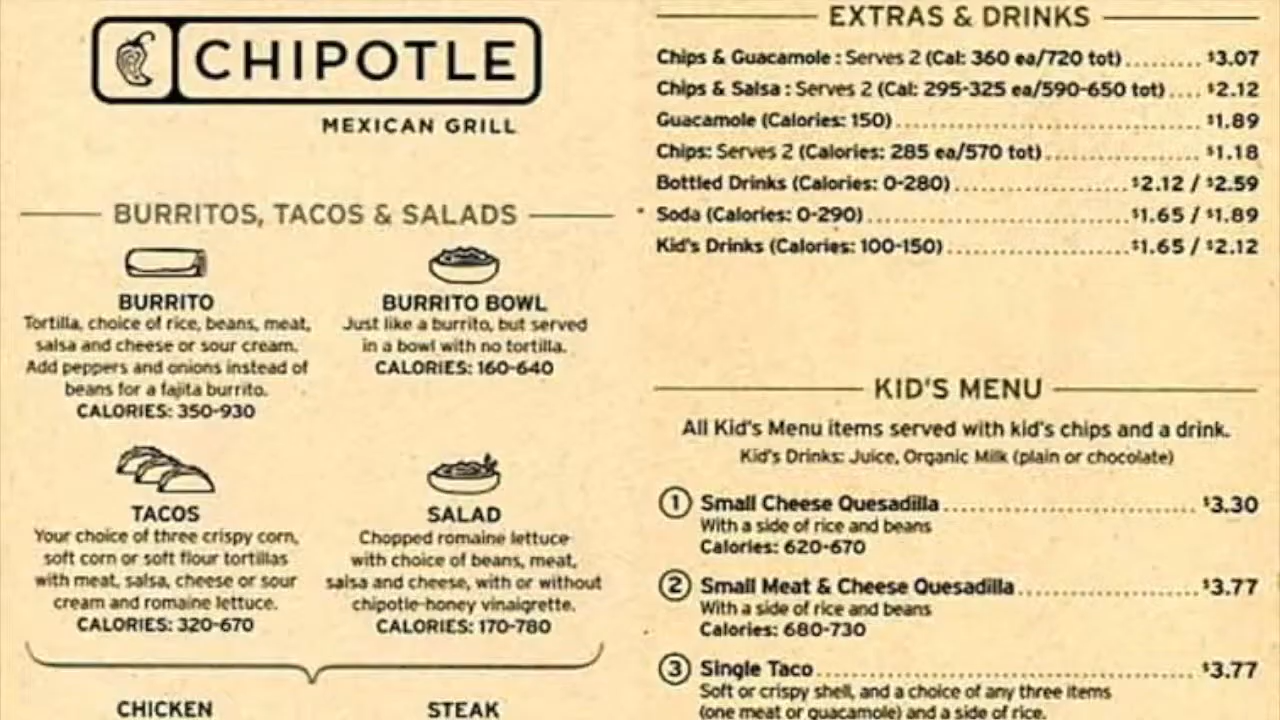 CHIPOTLE
MEXICAN GRILL
BURRITOS, TACOS & SALADS
BURRITO
Tortilla, choice of rice, beans, meat,
salsa and cheese or sour cream.
Add peppers and onions instead of
beans for a fajita burrito.
CALORIES: 350-930
BURRITO BOWL
Just like a burrito, but served
in a bowl with no tortilla.
CALORIES: 160-640
TACOS
Your choice of three crispy corn,
soft corn or soft flour tortillas
with meat, salsa, cheese or sour
cream and romaine lettuce.
CALORIES: 320-670
SALAD
Chopped romaine lettuce
with choice of beans, meat,
salsa and cheese, with or without
chipotle-honey vinaigrette.
CALORIES: 170-780
CHICKEN
STEAK
EXTRAS & DRINKS
Chips & Guacamole : Serves 2 (Cal: 360 ea/720 tot) ......... $3.07
Chips & Salsa : Serves 2 (Cal: 295-325 ea/590-650 tot) .... $2.12
Guacamole (Calories: 150) ......... $1.89
Chips: Serves 2 (Calories: 285 ea/570 tot) ......... $1.18
Bottled Drinks (Calories: 0-280) ......... $2.12 / $2.59
Soda (Calories: 0-290) ......... $1.65 / $1.89
Kid's Drinks (Calories: 100-150) ......... $1.65 / $2.12
KID'S MENU
All Kid's Menu items served with kid's chips and a drink.
Kid's Drinks: Juice, Organic Milk (plain or chocolate)
1 Small Cheese Quesadilla ......... $3.30
With a side of rice and beans
Calories: 620-670
2 Small Meat & Cheese Quesadilla ......... $3.77
With a side of rice and beans
Calories: 680-730
3 Single Taco ......... $3.77
Soft or crispy shell, and a choice of any three items
(one meat or guacamole) and a side of rice.